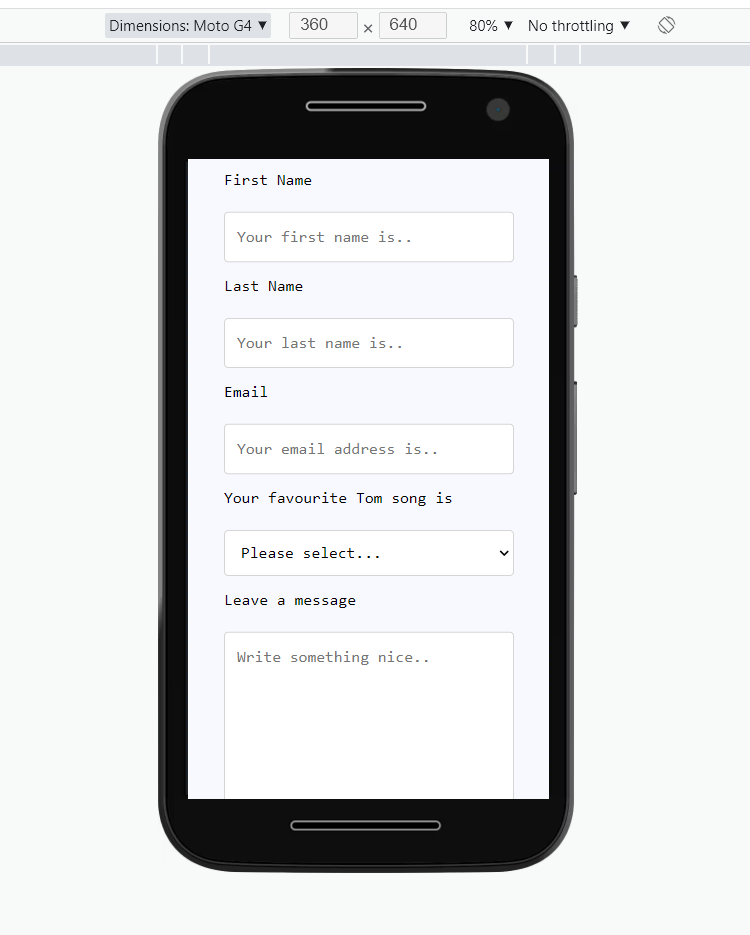 Dimensions: Moto G4 ▼ 360 × 640 80% ▼ No throttling ▼
First Name
Your first name is..
Last Name
Your last name is..
Email
Your email address is..
Your favourite Tom song is
Please select...
Leave a message
Write something nice..